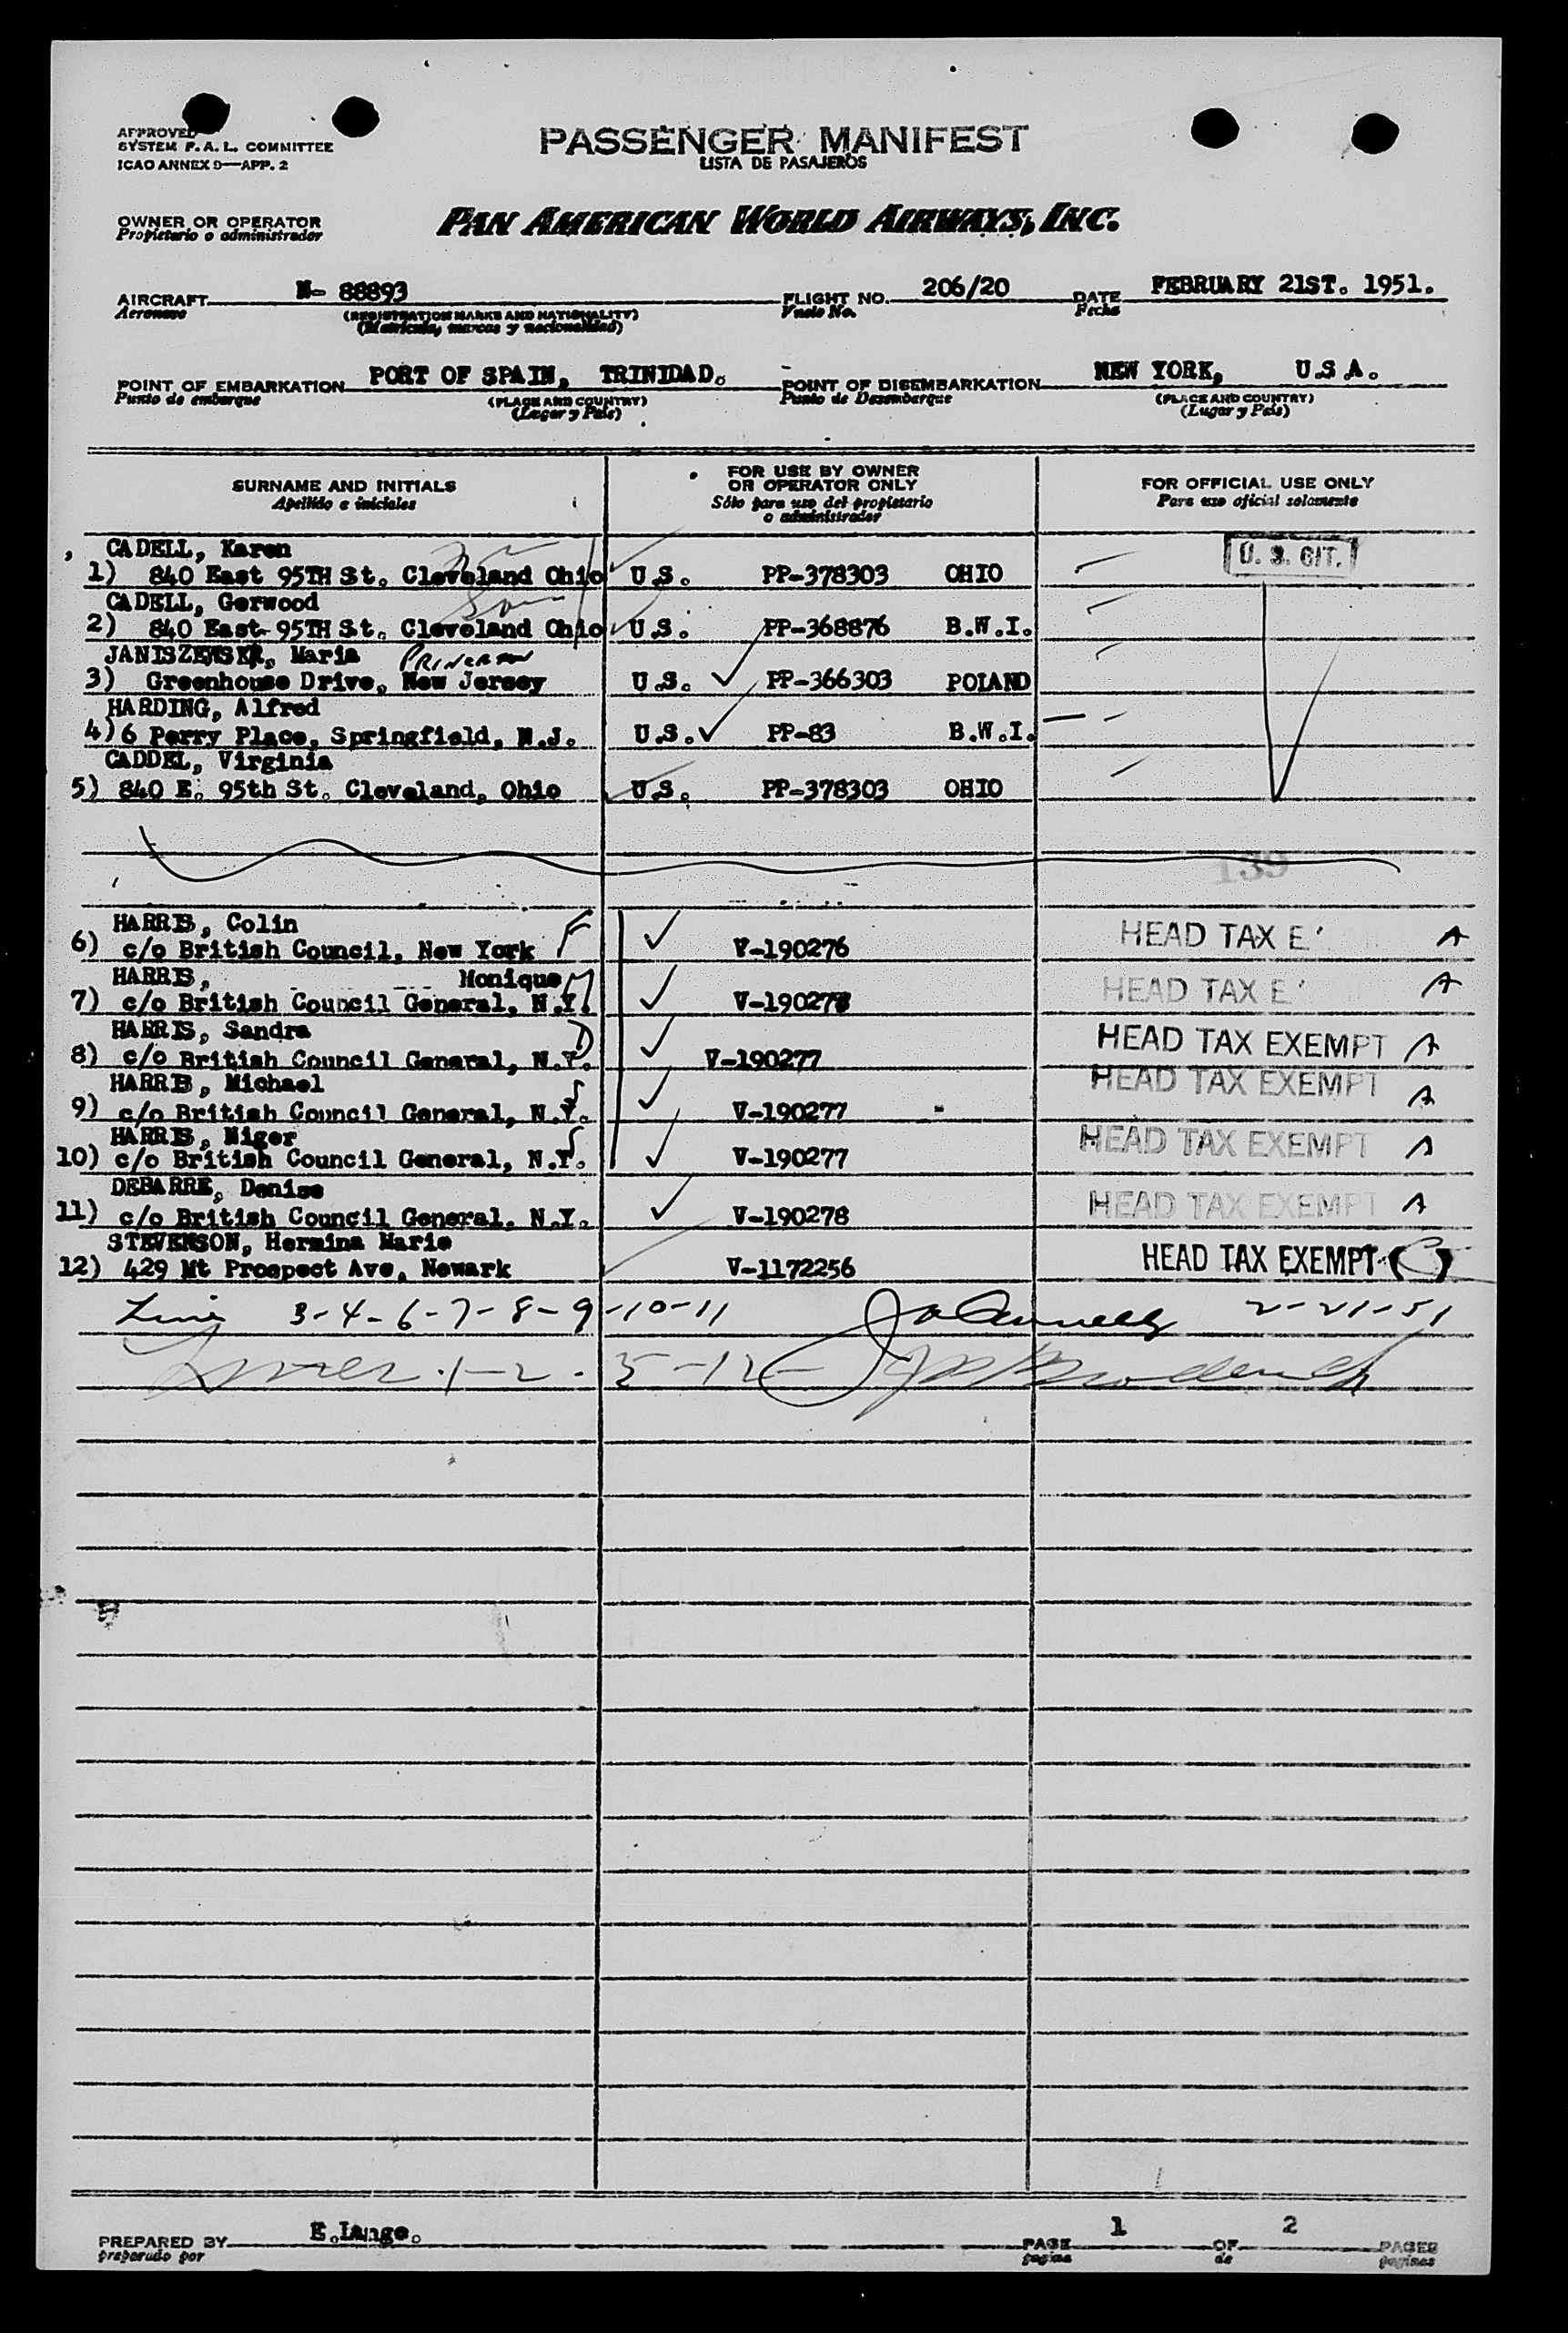 APPROVED
SYSTEM F. A. L. COMMITTEE
ICAO ANNEX 9—APP. 2
PASSENGER MANIFEST
LISTA DE PASAJEROS
OWNER OR OPERATOR
Propietario o administrador
PAN AMERICAN WORLD AIRWAYS, INC.
AIRCRAFT N- 88893
Aeronave
(REGISTRATION MARKS AND NATIONALITY)
(Matricula, marcas y nacionalidad)
FLIGHT NO. 206/20
Vuelo No.
DATE FEBRUARY 21ST. 1951.
Fecha
POINT OF EMBARKATION PORT OF SPAIN, TRINIDAD.
Punto de embarque
(PLACE AND COUNTRY)
(Lugar y País)
POINT OF DISEMBARKATION NEW YORK, U.S.A.
Punto de Desembarque
(PLACE AND COUNTRY)
(Lugar y País)
SURNAME AND INITIALS
Apellido e iniciales
FOR USE BY OWNER
OR OPERATOR ONLY
Sólo para uso del propietario
o administrador
FOR OFFICIAL USE ONLY
Para uso oficial solamente
CADELL, Karen
1) 840 East 95TH St. Cleveland Ohio U.S. PP-378303 OHIO
U. S. CIT.
CADELL, Gerwood
Son
2) 840 East 95TH St. Cleveland Ohio U.S. PP-368876 B.W.I.
JANISZEWSKI, Maria
3) Greenhouse Drive, New Jersey U.S. PP-366303 POLAND
HARDING, Alfred
4) 6 Perry Place, Springfield, N.J. U.S. PP-83 B.W.I.
CADDEL, Virginia
5) 840 E. 95th St. Cleveland, Ohio U.S. PP-378303 OHIO
139
HARRIS, Colin F
6) c/o British Council, New York V-190276 HEAD TAX E A
HARRIS, Monique M
7) c/o British Council General, N.Y. V-190278 HEAD TAX E A
HARRIS, Sandra D
8) c/o British Council General, N.Y. V-190277 HEAD TAX EXEMPT A
HARRIS, Michael S
9) c/o British Council General, N.Y. V-190277 HEAD TAX EXEMPT A
HARRIS, Niger S
10) c/o British Council General, N.Y. V-190277 HEAD TAX EXEMPT A
DEBARRE, Denise
11) c/o British Council General, N.Y. V-190278 HEAD TAX EXEMPT A
STEVENSON, Hermina Marie
12) 429 Mt Prospect Ave, Newark V-1172256 HEAD TAX EXEMPT (C)
3-4-6-7-8-9-10-11 2-21-51
1-2-5-12-
PREPARED BY E.Lange.
preparado por
PAGE 1 OF 2 PAGES
pagina de paginas